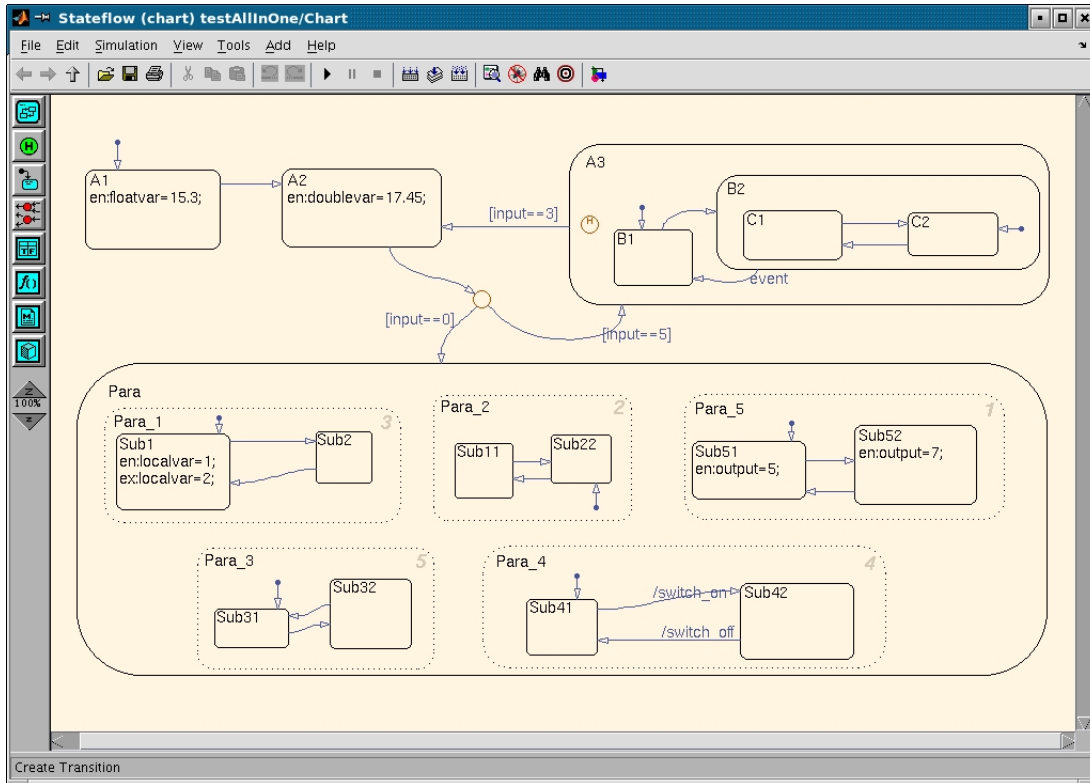 Stateflow (chart) testAllInOne/Chart
File Edit Simulation View Tools Add Help
A1
en:floatvar=15.3;
A2
en:doublevar=17.45;
[input==3]
A3
H
B1
B2
C1
C2
event
[input==0]
[input==5]
Para
Para_1
3
Sub1
en:localvar=1;
ex:localvar=2;
Sub2
Para_2
2
Sub11
Sub22
Para_5
1
Sub51
en:output=5;
Sub52
en:output=7;
Para_3
5
Sub31
Sub32
Para_4
4
Sub41
/switch_on
/switch_off
Sub42
H
TF
f()
M
Z
100%
z
Create Transition